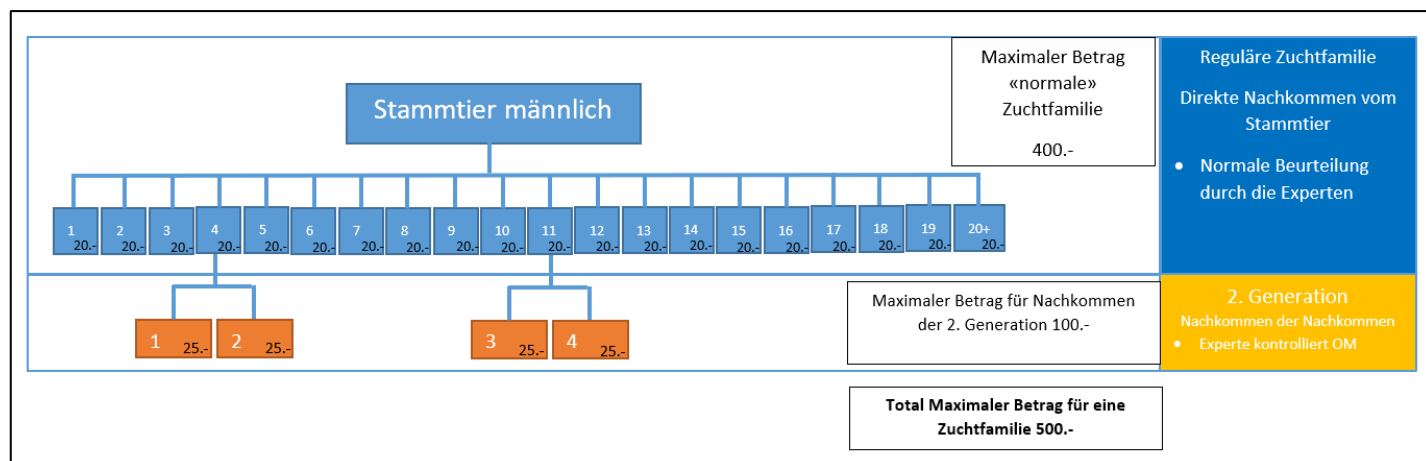 Maximaler Betrag
«normale»
Zuchtfamilie
400.-
Reguläre Zuchtfamilie
Direkte Nachkommen vom
Stammtier
• Normale Beurteilung
durch die Experten
Stammtier männlich
1 2 3 4 5 6 7 8 9 10 11 12 13 14 15 16 17 18 19 20+
20.- 20.- 20.- 20.- 20.- 20.- 20.- 20.- 20.- 20.- 20.- 20.- 20.- 20.- 20.- 20.- 20.- 20.- 20.- 20.-
Maximaler Betrag für Nachkommen
der 2. Generation 100.-
2. Generation
Nachkommen der Nachkommen
• Experte kontrolliert OM
1 2 3 4
25.- 25.- 25.- 25.-
Total Maximaler Betrag für eine
Zuchtfamilie 500.-